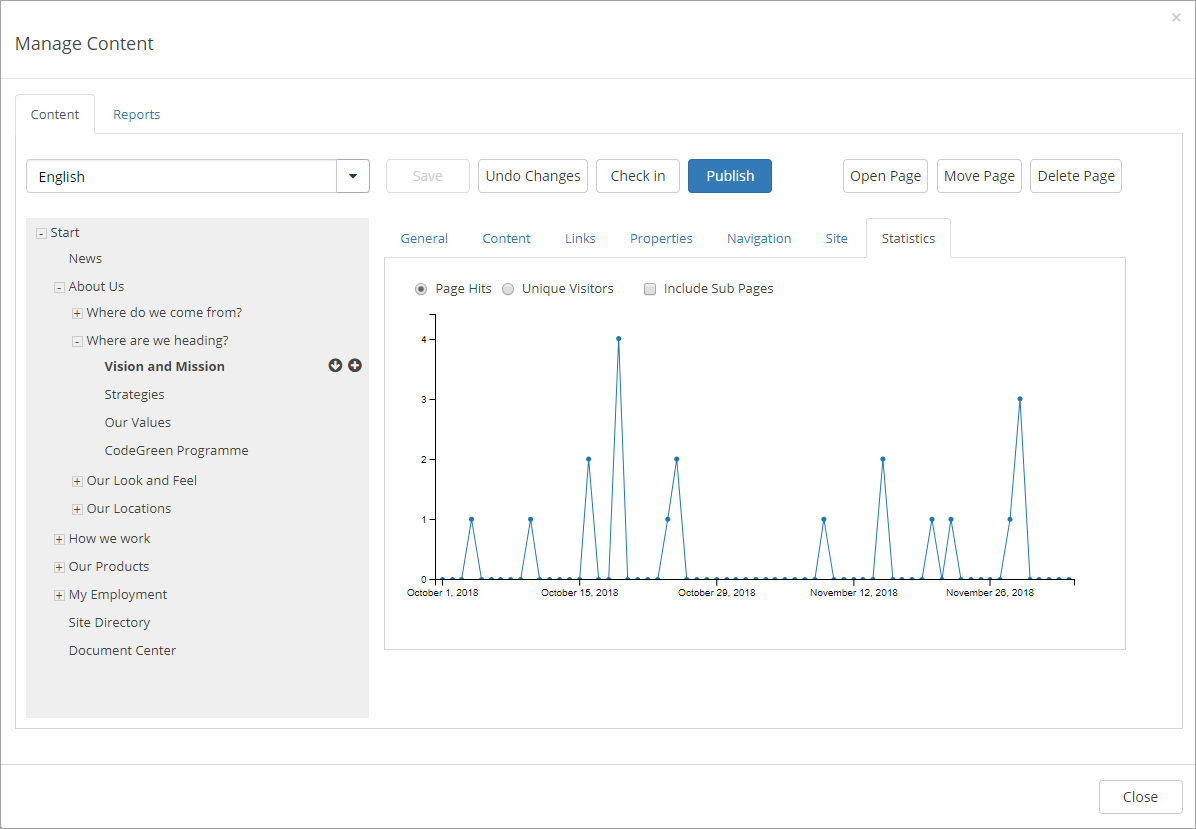 ×
Manage Content
Content Reports
English Save Undo Changes Check in Publish Open Page Move Page Delete Page
- Start
News
- About Us
+ Where do we come from?
- Where are we heading?
Vision and Mission
Strategies
Our Values
CodeGreen Programme
+ Our Look and Feel
+ Our Locations
+ How we work
+ Our Products
+ My Employment
Site Directory
Document Center
General Content Links Properties Navigation Site Statistics
Page Hits Unique Visitors Include Sub Pages
4
3
2
1
0
October 1, 2018 October 15, 2018 October 29, 2018 November 12, 2018 November 26, 2018
Close